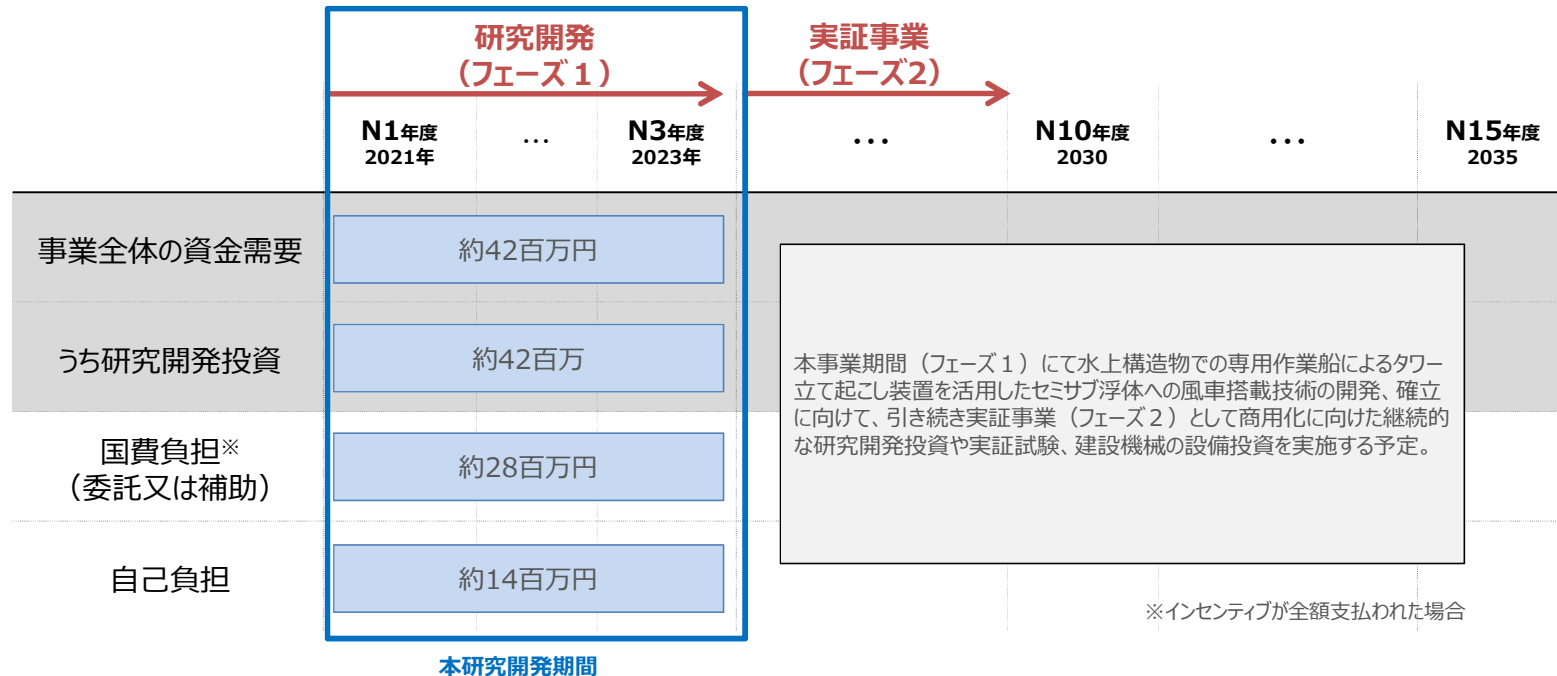 研究開発
（フェーズ１）
実証事業
（フェーズ2）
N1年度
2021年
…
N3年度
2023年
…
N10年度
2030
…
N15年度
2035
事業全体の資金需要
約42百万円
うち研究開発投資
約42百万
国費負担※
（委託又は補助）
約28百万円
自己負担
約14百万円
本事業期間（フェーズ１）にて水上構造物での専用作業船によるタワー
立て起こし装置を活用したセミサブ浮体への風車搭載技術の開発、確立
に向けて、引き続き実証事業（フェーズ２）として商用化に向けた継続的
な研究開発投資や実証試験、建設機械の設備投資を実施する予定。
※インセンティブが全額支払われた場合
本研究開発期間